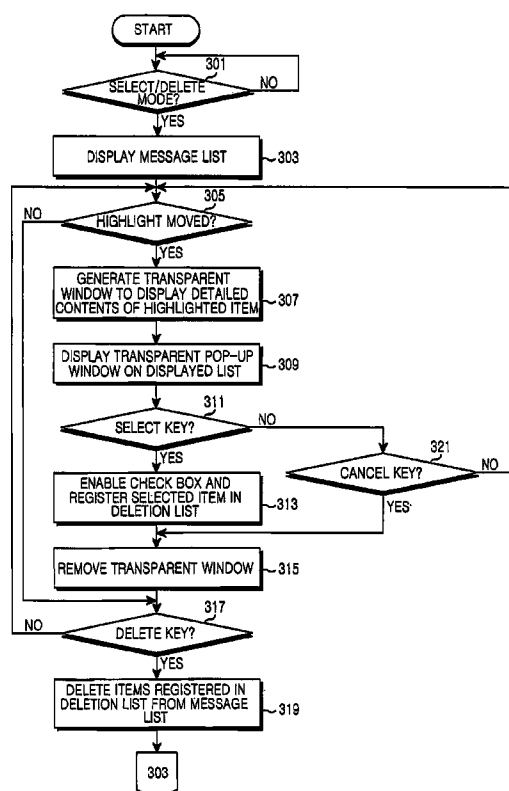 START
301
SELECT/DELETE
MODE?
NO
YES
DISPLAY MESSAGE LIST
303
305
NO
HIGHLIGHT MOVED?
YES
GENERATE TRANSPARENT
WINDOW TO DISPLAY DETAILED
CONTENTS OF HIGHLIGHTED ITEM
307
DISPLAY TRANSPARENT POP-UP
WINDOW ON DISPLAYED LIST
309
311
SELECT KEY?
NO
YES
321
CANCEL KEY?
NO
YES
ENABLE CHECK BOX AND
REGISTER SELECTED ITEM IN
DELETION LIST
313
REMOVE TRANSPARENT WINDOW
315
317
NO
DELETE KEY?
YES
DELETE ITEMS REGISTERED IN
DELETION LIST FROM MESSAGE
LIST
319
303